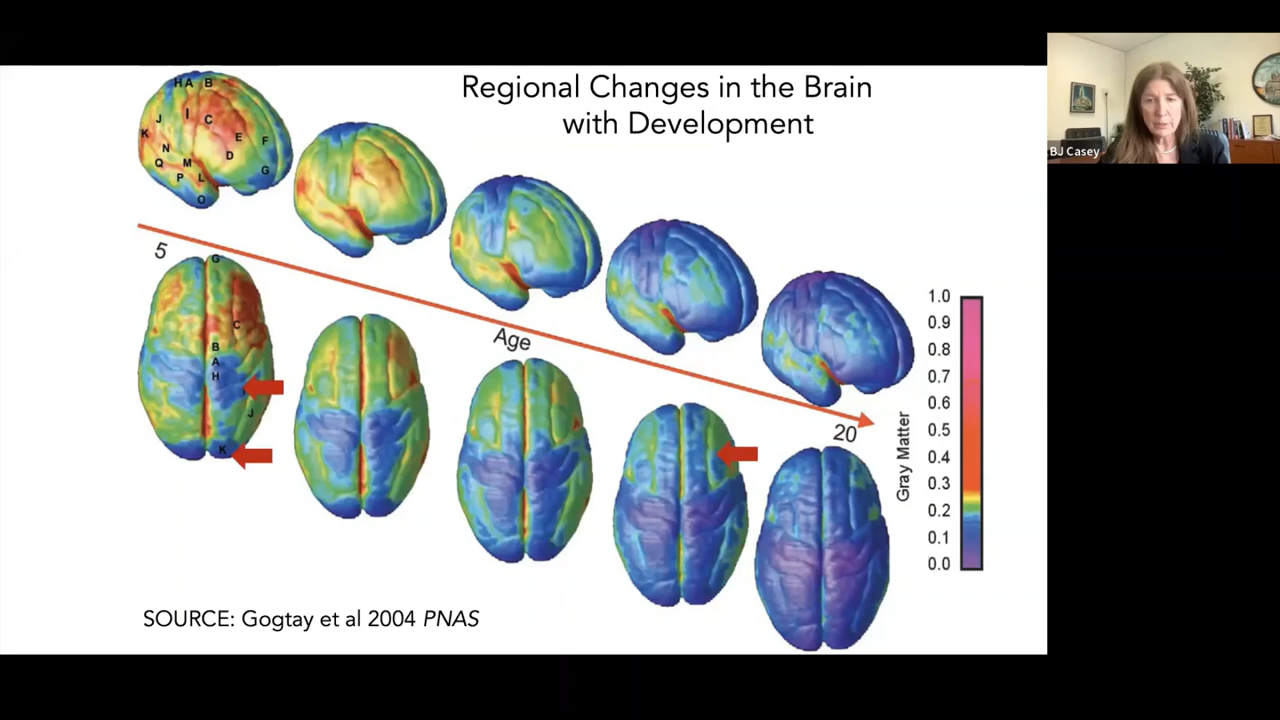 Regional Changes in the Brain
with Development
BJ Casey
H A B
I C
J
K
E F
N D
Q M G
P L
O
5
G
C
B
A
H
J
K
Age
20
Gray Matter
1.0
0.9
0.8
0.7
0.6
0.5
0.4
0.3
0.2
0.1
0.0
SOURCE: Gogtay et al 2004 PNAS